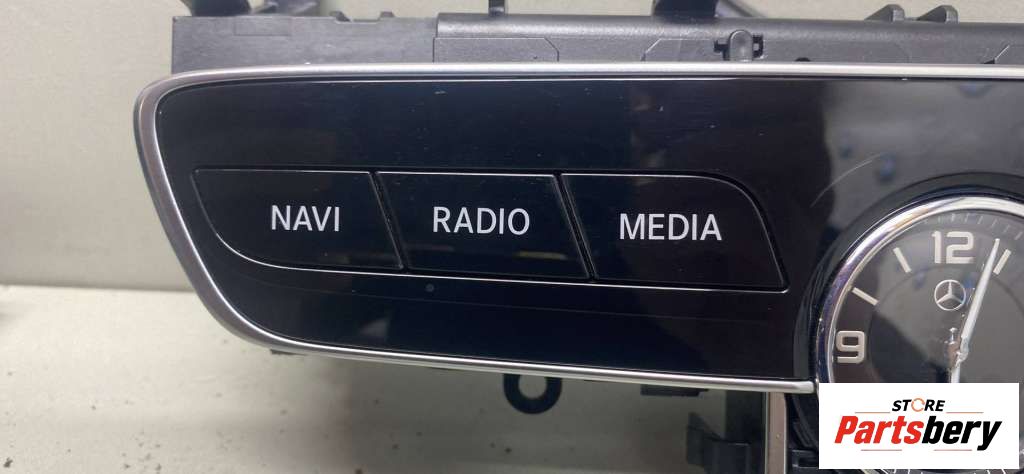 NAVI RADIO MEDIA
12
9
STORE
Partsbery